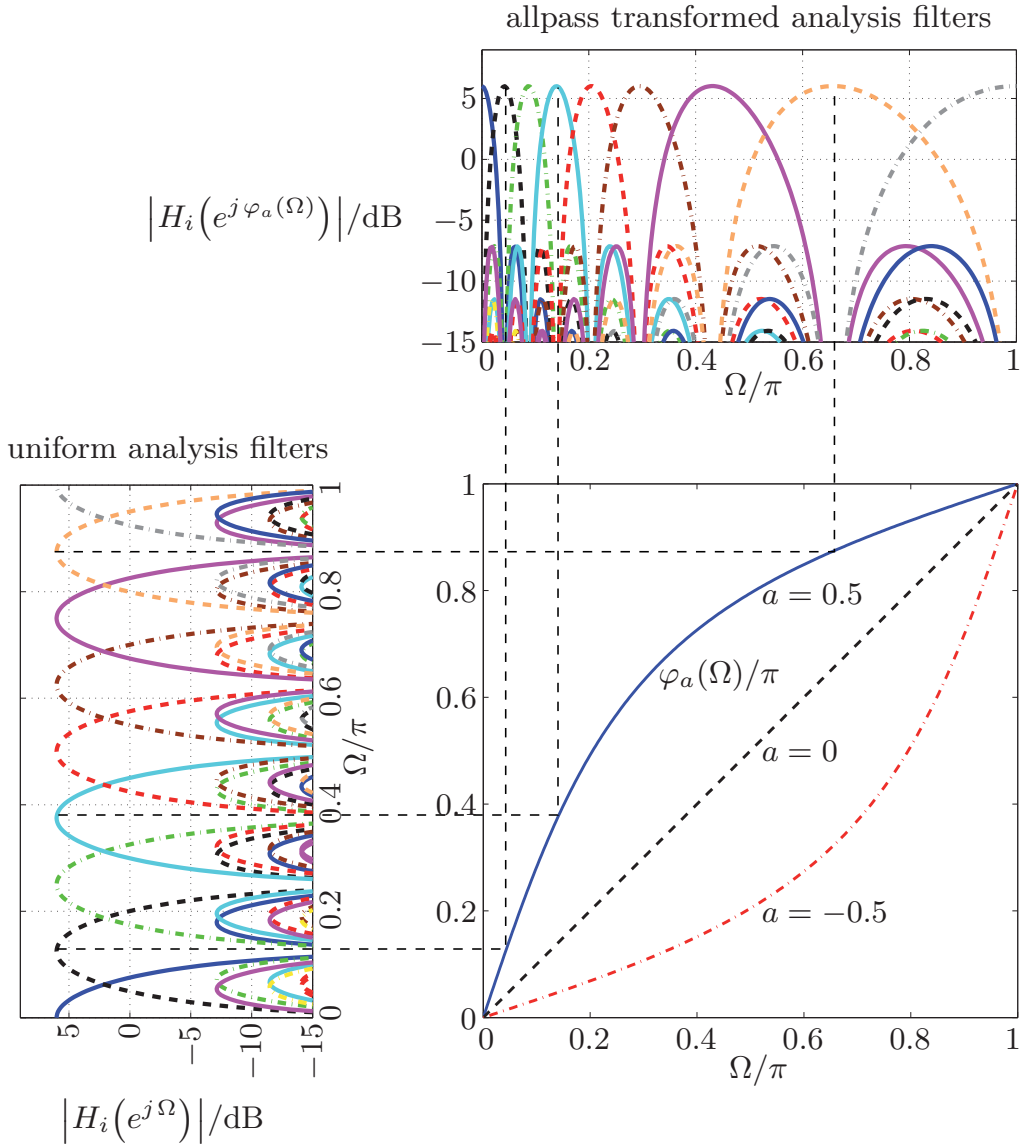 allpass transformed analysis filters
5
0
−5
−10
−15
|H_i(e^{j φ_a(Ω)})|/dB
0 0.2 0.4 0.6 0.8 1
Ω/π
uniform analysis filters
1
0.8
0.6
Ω/π
0.4
0.2
0
5 0 −5 −10 −15
|H_i(e^{j Ω})|/dB
1
0.8
0.6
0.4
0.2
0
a = 0.5
φ_a(Ω)/π
a = 0
a = −0.5
0 0.2 0.4 0.6 0.8 1
Ω/π